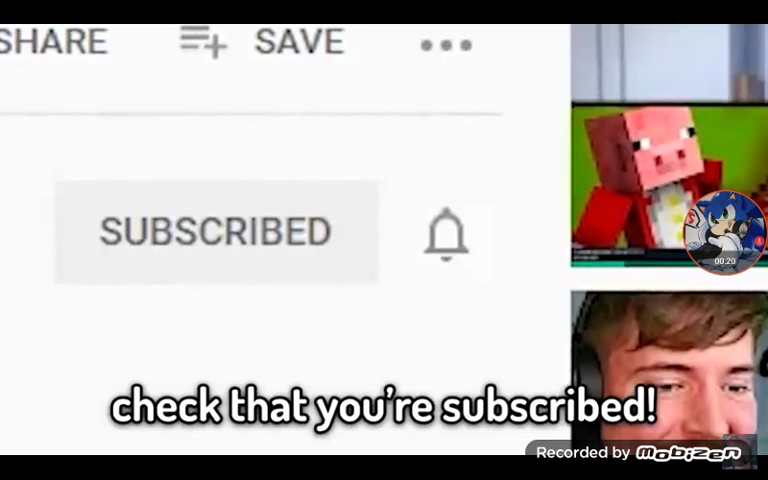 SHARE
SAVE
SUBSCRIBED
00:20
check that you're subscribed!
Recorded by mobizen